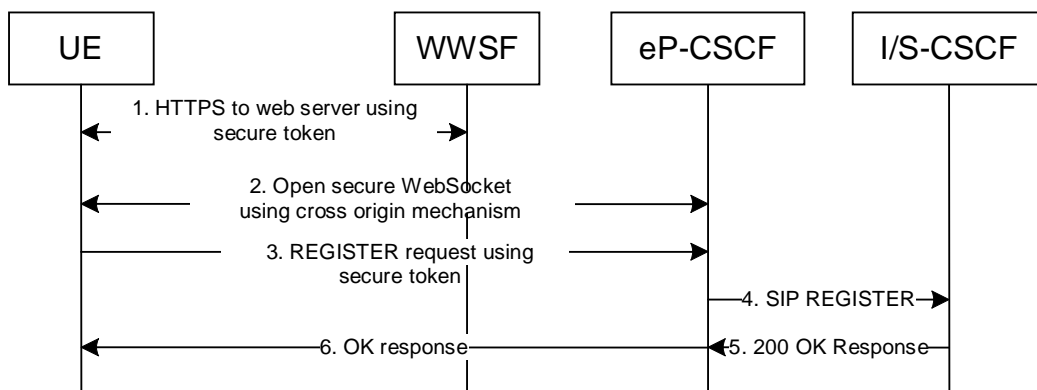 UE
WWSF
eP-CSCF
I/S-CSCF
1. HTTPS to web server using
secure token
2. Open secure WebSocket
using cross origin mechanism
3. REGISTER request using
secure token
4. SIP REGISTER
6. OK response
5. 200 OK Response